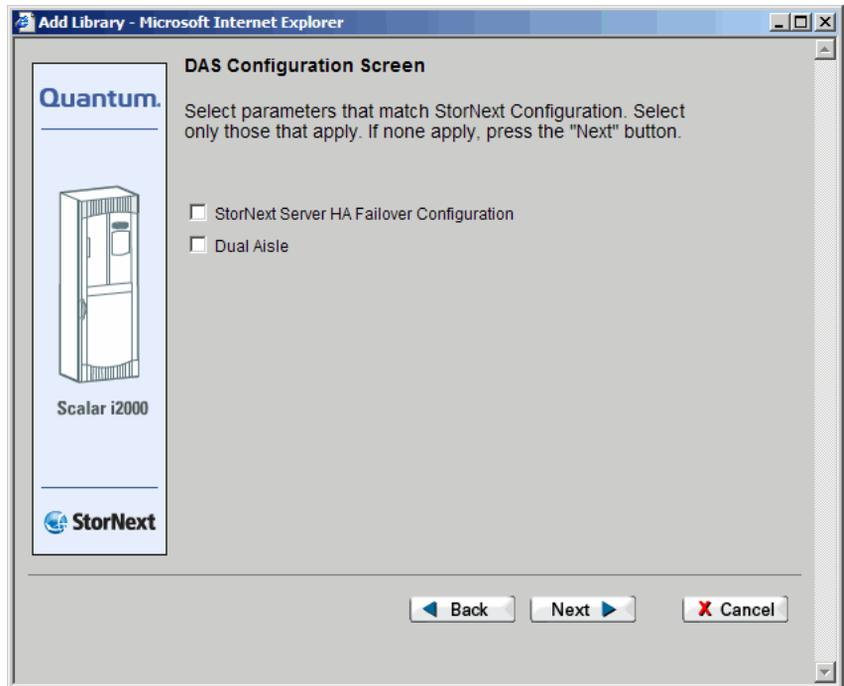 Add Library - Microsoft Internet Explorer
Quantum.
Scalar i2000
StorNext
DAS Configuration Screen
Select parameters that match StorNext Configuration. Select
only those that apply. If none apply, press the "Next" button.
StorNext Server HA Failover Configuration
Dual Aisle
Back
Next
Cancel